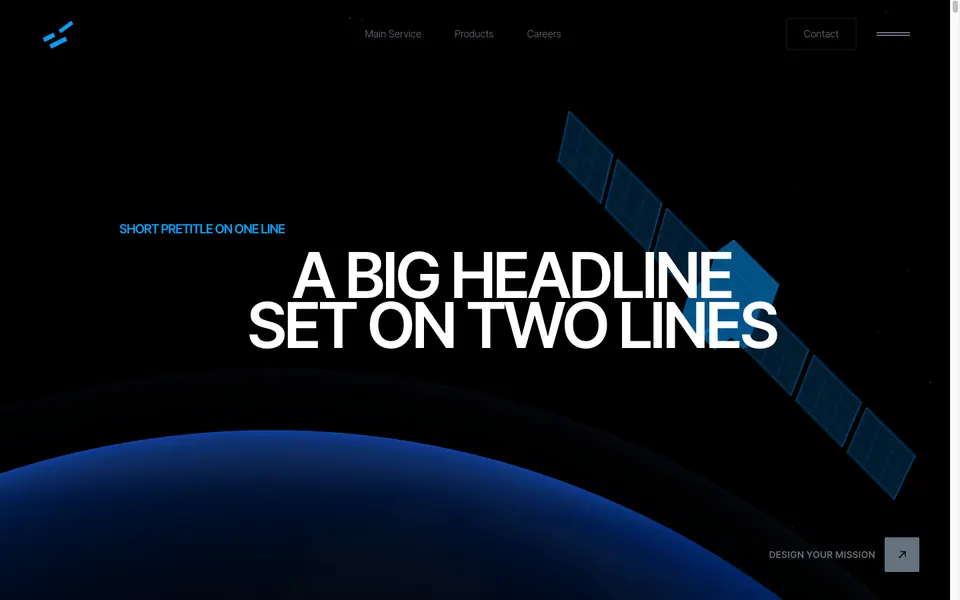 Main Service
Products
Careers
Contact
SHORT PRETITLE ON ONE LINE
A BIG HEADLINE
SET ON TWO LINES
DESIGN YOUR MISSION